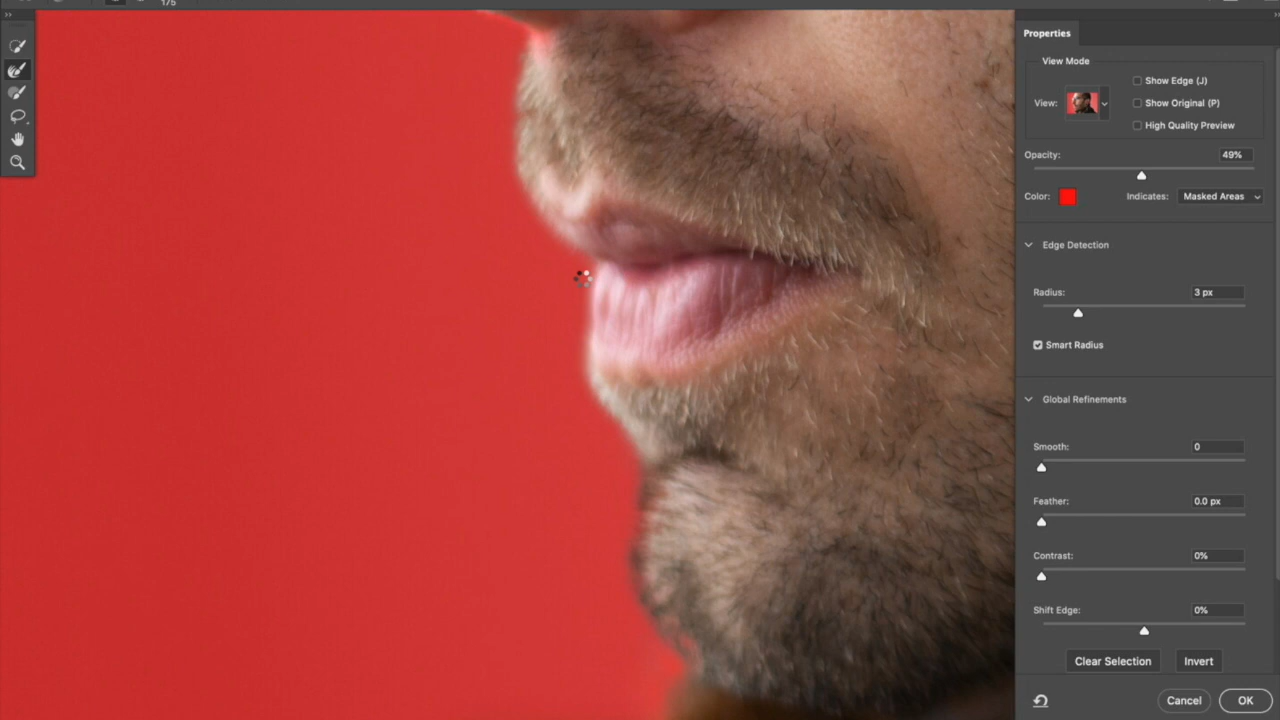 175
Properties
View Mode
Show Edge (J)
View:
Show Original (P)
High Quality Preview
Opacity:
49%
Color:
Indicates:
Masked Areas
Edge Detection
Radius:
3 px
Smart Radius
Global Refinements
Smooth:
0
Feather:
0.0 px
Contrast:
0%
Shift Edge:
0%
Clear Selection
Invert
Cancel
OK